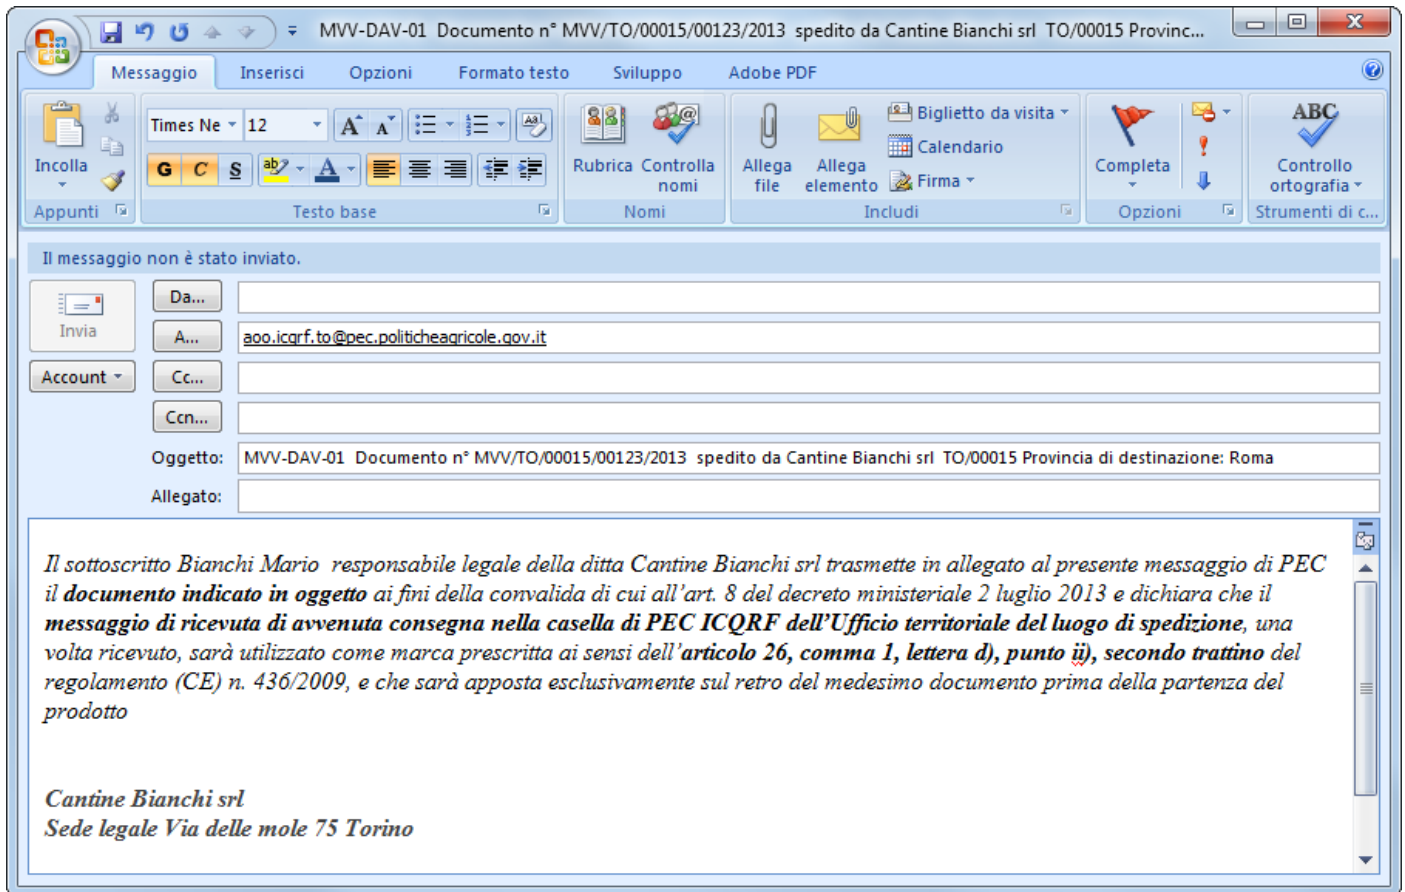 MVV-DAV-01 Documento n° MVV/TO/00015/00123/2013 spedito da Cantine Bianchi srl TO/00015 Provinc...
Messaggio Inserisci Opzioni Formato testo Sviluppo Adobe PDF
Incolla
Appunti
Times Ne 12
G C S
Testo base
Rubrica Controlla nomi
Nomi
Allega file Allega elemento
Biglietto da visita
Calendario
Firma
Includi
Completa
Opzioni
ABC
Controllo ortografia
Strumenti di c...
Il messaggio non è stato inviato.
Invia
Account
Da...
A... aoo.icqrf.to@pec.politicheagricole.gov.it
Cc...
Ccn...
Oggetto: MVV-DAV-01 Documento n° MVV/TO/00015/00123/2013 spedito da Cantine Bianchi srl TO/00015 Provincia di destinazione: Roma
Allegato:
Il sottoscritto Bianchi Mario responsabile legale della ditta Cantine Bianchi srl trasmette in allegato al presente messaggio di PEC
il documento indicato in oggetto ai fini della convalida di cui all'art. 8 del decreto ministeriale 2 luglio 2013 e dichiara che il
messaggio di ricevuta di avvenuta consegna nella casella di PEC ICQRF dell'Ufficio territoriale del luogo di spedizione, una
volta ricevuto, sarà utilizzato come marca prescritta ai sensi dell'articolo 26, comma 1, lettera d), punto ii), secondo trattino del
regolamento (CE) n. 436/2009, e che sarà apposta esclusivamente sul retro del medesimo documento prima della partenza del
prodotto
Cantine Bianchi srl
Sede legale Via delle mole 75 Torino